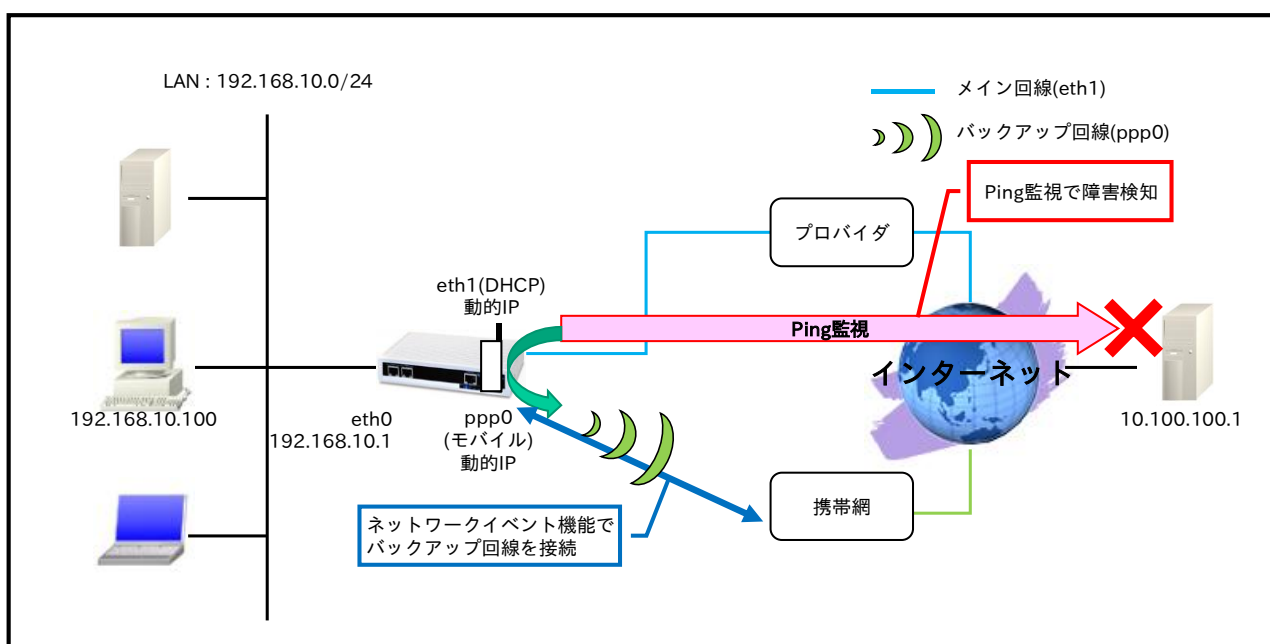 LAN : 192.168.10.0/24
メイン回線(eth1)
バックアップ回線(ppp0)
Ping監視で障害検知
プロバイダ
eth1(DHCP)
動的IP
Ping監視
インターネット
192.168.10.100
eth0
192.168.10.1
ppp0
(モバイル)
動的IP
10.100.100.1
携帯網
ネットワークイベント機能で
バックアップ回線を接続